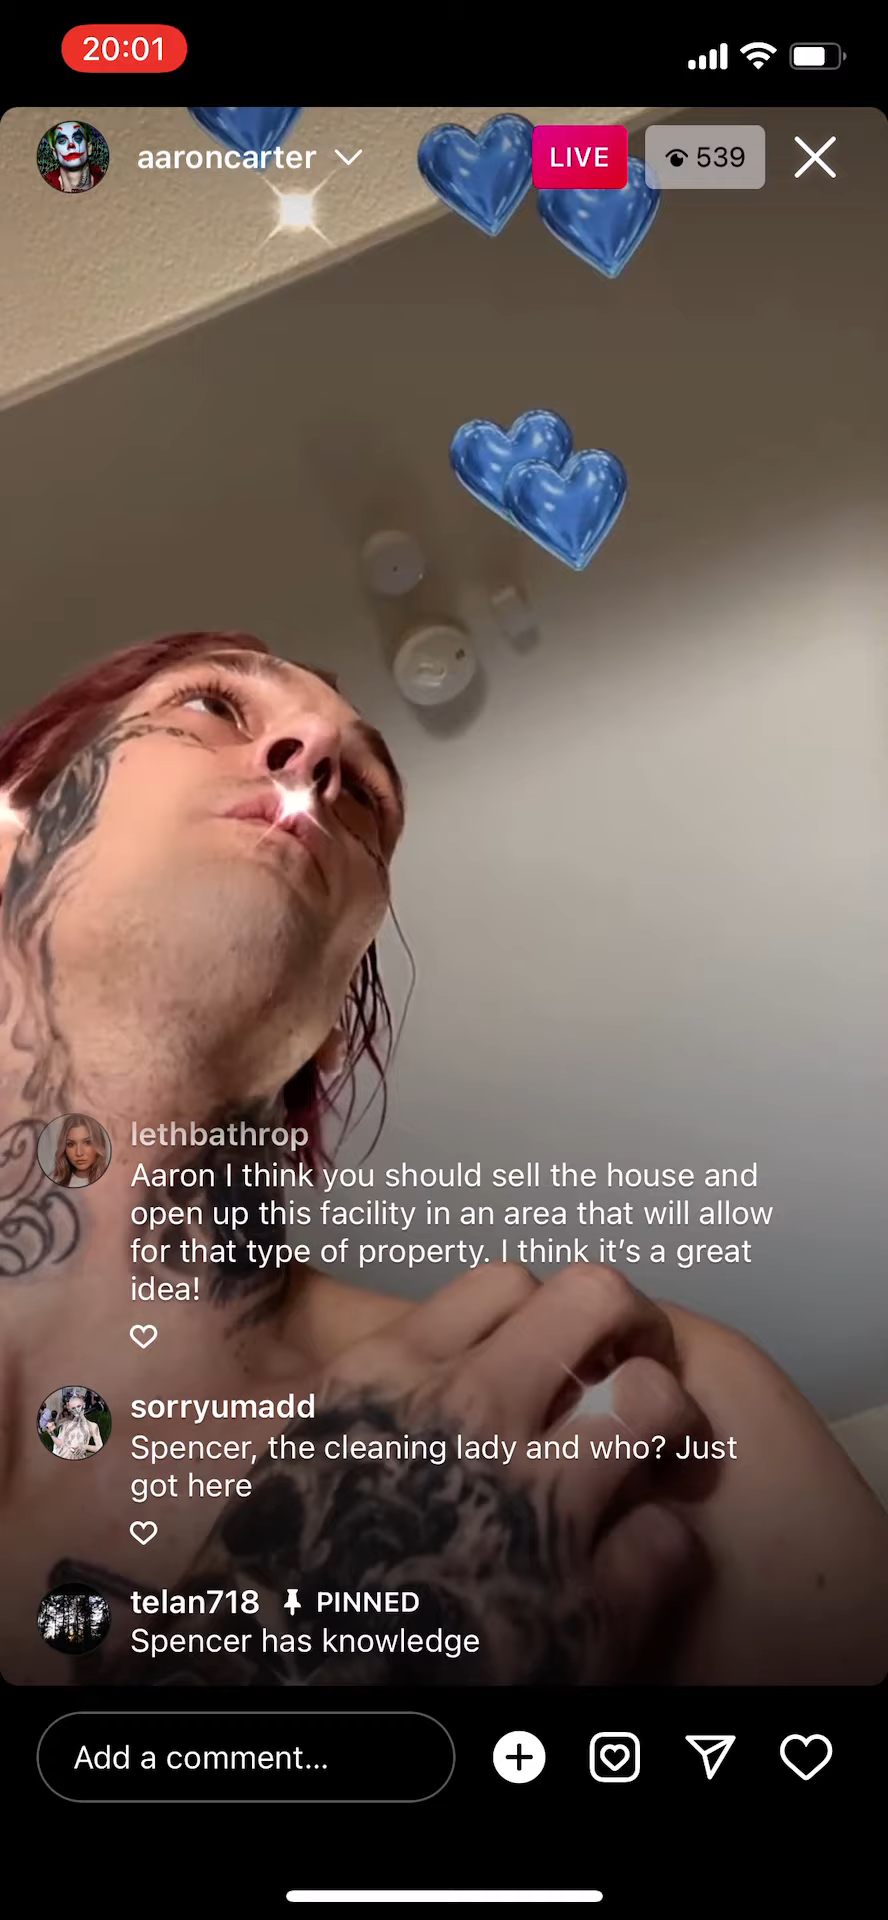 20:01
aaroncarter
LIVE
539
lethbathrop
Aaron I think you should sell the house and
open up this facility in an area that will allow
for that type of property. I think it’s a great
idea!
sorryumadd
Spencer, the cleaning lady and who? Just
got here
telan718 PINNED
Spencer has knowledge
Add a comment...